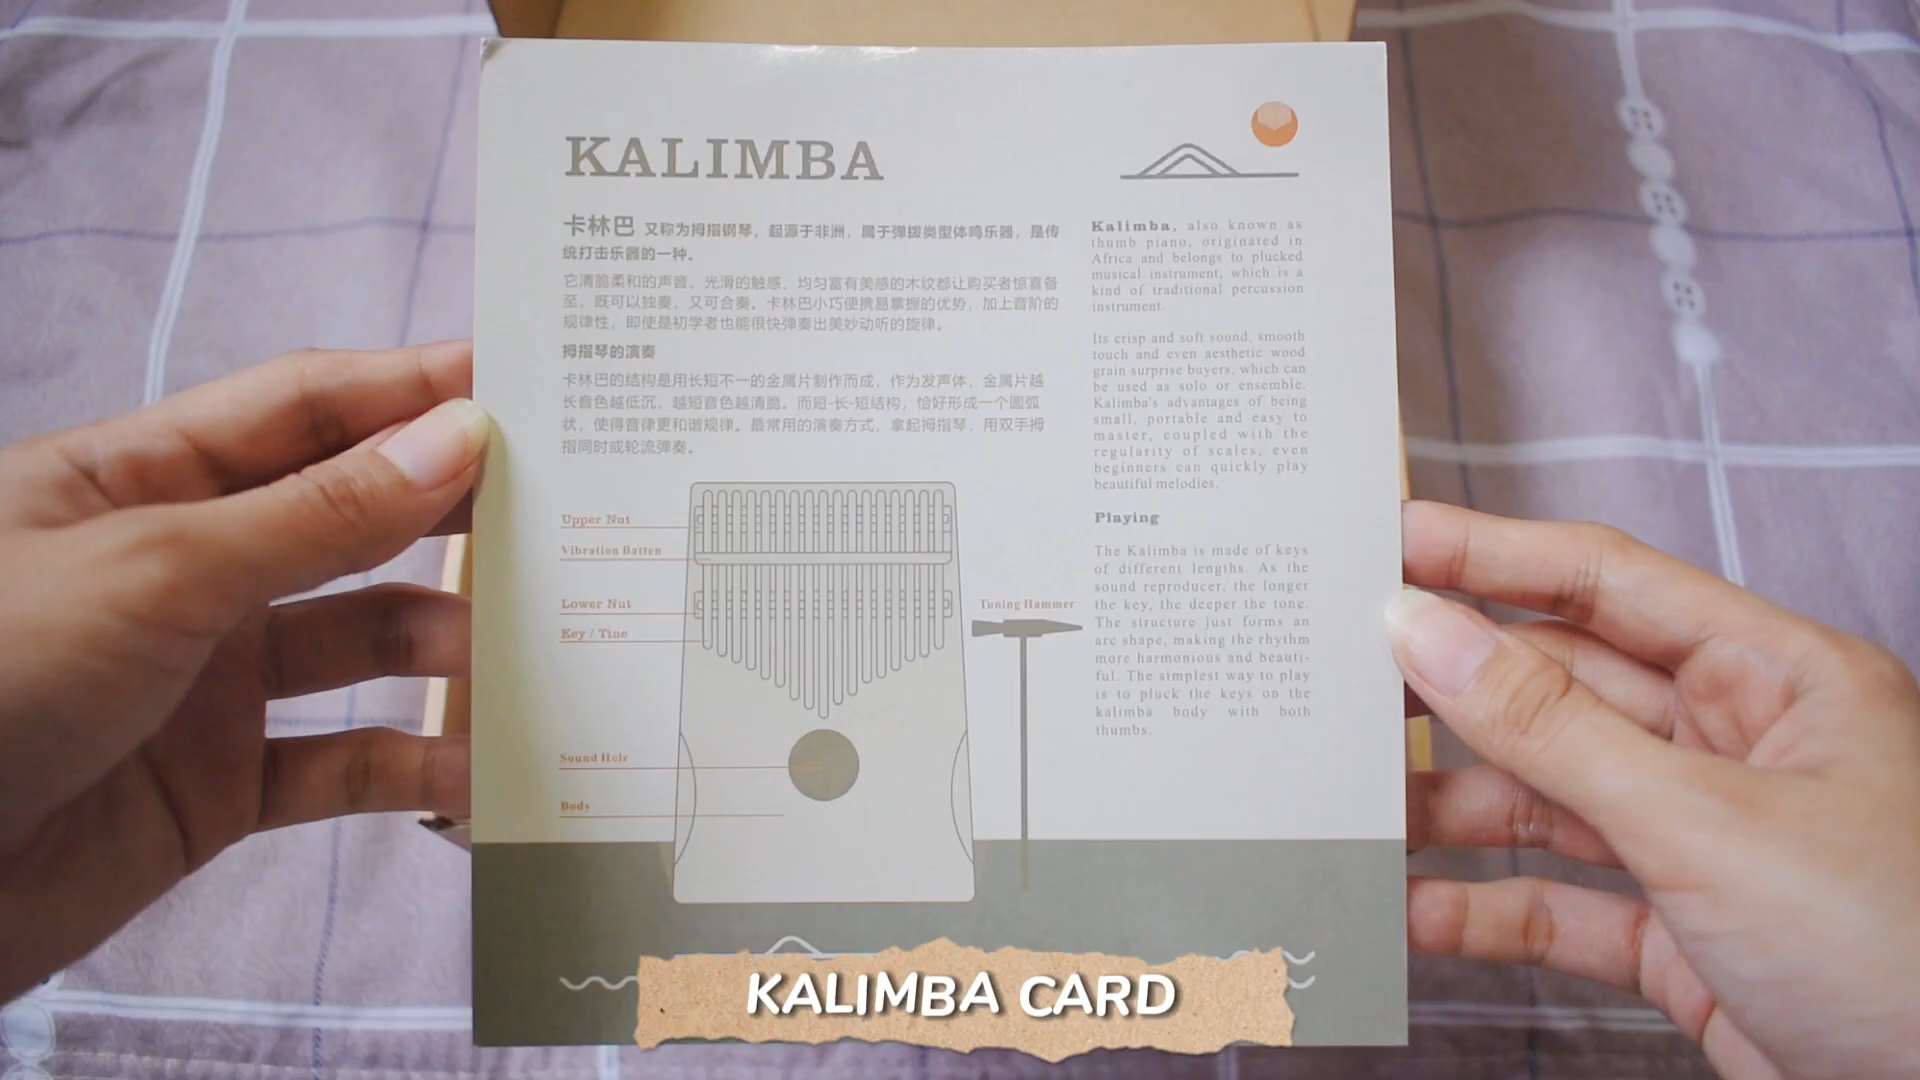 KALIMBA
卡林巴 又称为拇指钢琴，起源于非洲，属于弹拨类型体鸣乐器，是传
统打击乐器的一种。
它清脆柔和的声音、光滑的触感、均匀富有美感的木纹都让购买者惊喜备
至，既可以独奏，又可合奏，卡林巴小巧便携易掌握的优势，加上音阶的
规律性，即使是初学者也能很快弹奏出美妙动听的旋律。
拇指琴的演奏
卡林巴的结构是用长短不一的金属片制作而成，作为发声体，金属片越
长音色越低沉，越短音色越清脆。而短-长-短结构，恰好形成一个圆弧
状，使得音律更和谐规律。最常用的演奏方式，拿起拇指琴，用双手拇
指同时或轮流弹奏。
Upper Nut
Vibration Batten
Lower Nut
Key / Tine
Sound Hole
Body
Tuning Hammer
Kalimba, also known as
thumb piano, originated in
Africa and belongs to plucked
musical instrument, which is a
kind of traditional percussion
instrument.
Its crisp and soft sound, smooth
touch and even aesthetic wood
grain surprise buyers, which can
be used as solo or ensemble.
Kalimba's advantages of being
small, portable and easy to
master, coupled with the
regularity of scales, even
beginners can quickly play
beautiful melodies.
Playing
The Kalimba is made of keys
of different lengths. As the
sound reproducer, the longer
the key, the deeper the tone.
The structure just forms an
arc shape, making the rhythm
more harmonious and beauti-
ful. The simplest way to play
is to pluck the keys on the
kalimba body with both
thumbs.
KALIMBA CARD